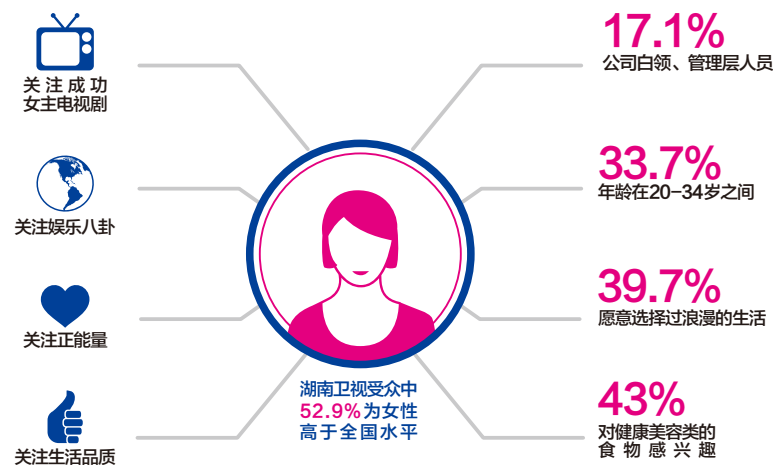 关注成功
女主电视剧
关注娱乐八卦
关注正能量
关注生活品质
湖南卫视受众中
52.9%为女性
高于全国水平
17.1%
公司白领、管理层人员
33.7%
年龄在20-34岁之间
39.7%
愿意选择过浪漫的生活
43%
对健康美容类的
食物感兴趣